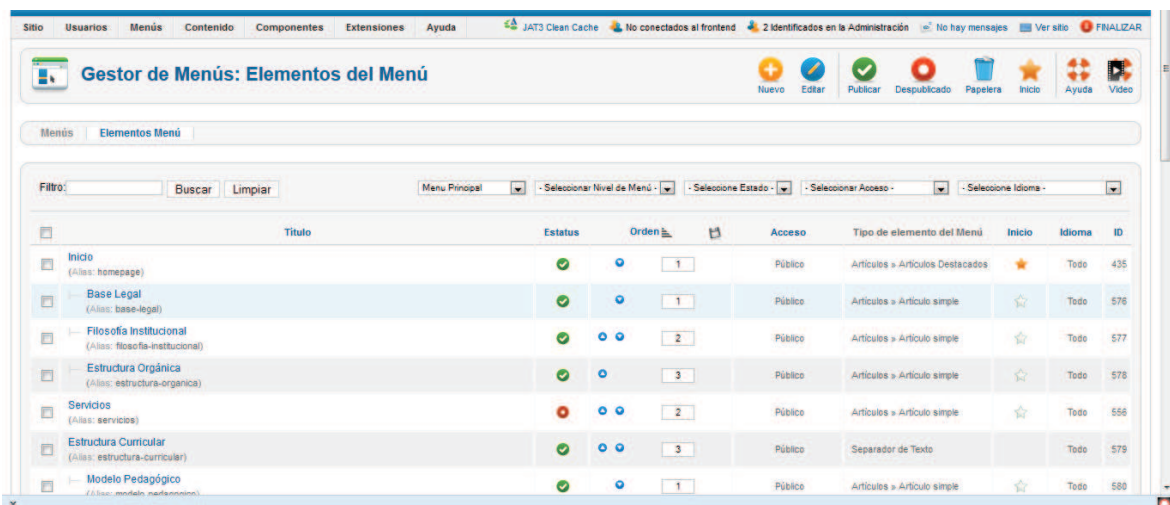 Sitio Usuarios Menús Contenido Componentes Extensiones Ayuda JAT3 Clean Cache No conectados al frontend 2 Identificados en la Administración No hay mensajes Ver sitio FINALIZAR
Gestor de Menús: Elementos del Menú
Nuevo Editar Publicar Despublicado Papelera Inicio Ayuda Video
Menús Elementos Menú
Filtro: Buscar Limpiar Menu Principal - Seleccionar Nivel de Menú - - Seleccione Estado - - Seleccionar Acceso - - Seleccione Idioma -
Título Estatus Orden Acceso Tipo de elemento del Menú Inicio Idioma ID
Inicio 1 Público Artículos » Artículos Destacados Todo 435
(Alias: homepage)
Base Legal 1 Público Artículos » Artículo simple Todo 576
(Alias: base-legal)
Filosofía Institucional 2 Público Artículos » Artículo simple Todo 577
(Alias: filosofia-institucional)
Estructura Orgánica 3 Público Artículos » Artículo simple Todo 578
(Alias: estructura-organica)
Servicios 2 Público Artículos » Artículo simple Todo 556
(Alias: servicios)
Estructura Curricular 3 Público Separador de Texto Todo 579
(Alias: estructura-curricular)
Modelo Pedagógico 1 Público Artículos » Artículo simple Todo 580
(Alias: modelo-pedagogico)